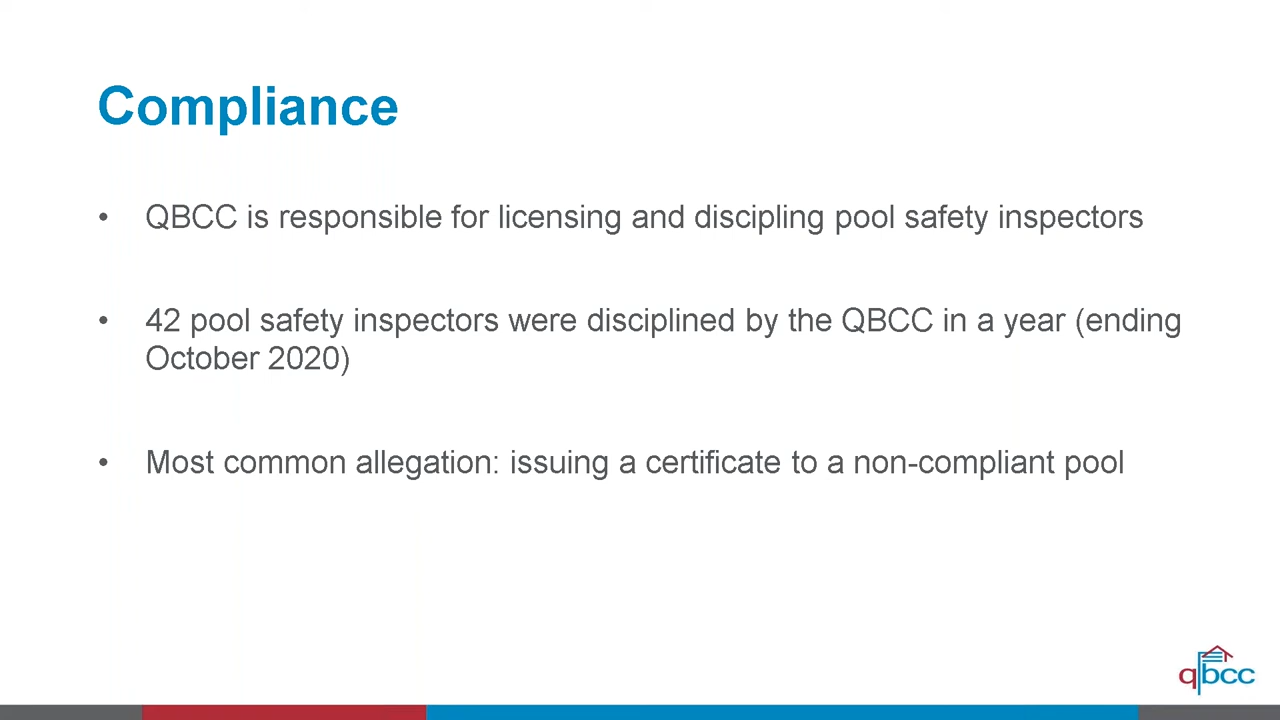 Compliance
• QBCC is responsible for licensing and discipling pool safety inspectors
• 42 pool safety inspectors were disciplined by the QBCC in a year (ending
October 2020)
• Most common allegation: issuing a certificate to a non-compliant pool
qbcc